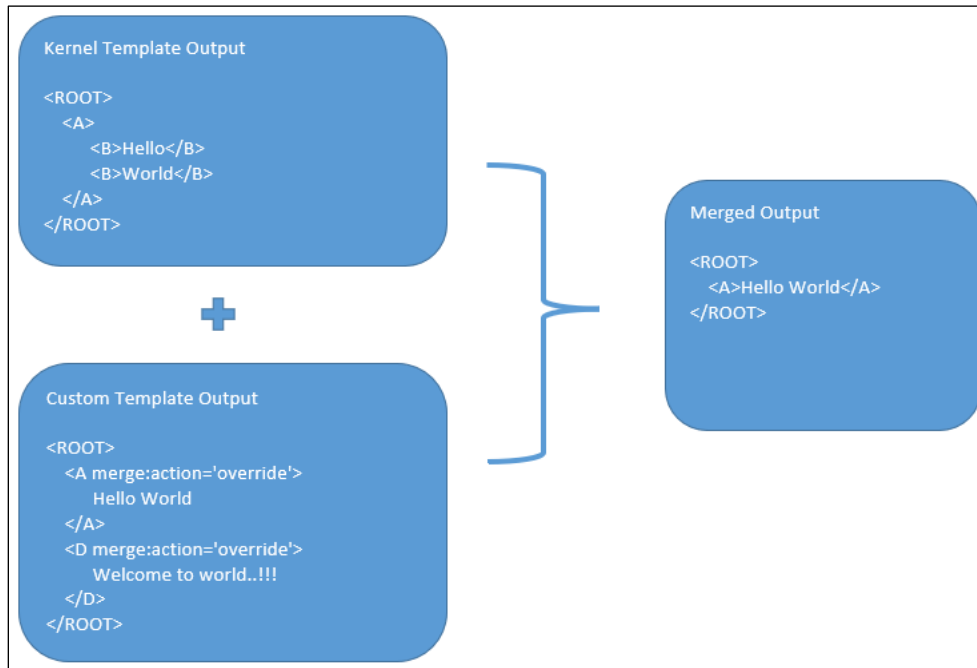 Kernel Template Output
<ROOT>
<A>
<B>Hello</B>
<B>World</B>
</A>
</ROOT>
Custom Template Output
<ROOT>
<A merge:action='override'>
Hello World
</A>
<D merge:action='override'>
Welcome to world..!!!
</D>
</ROOT>
Merged Output
<ROOT>
<A>Hello World</A>
</ROOT>